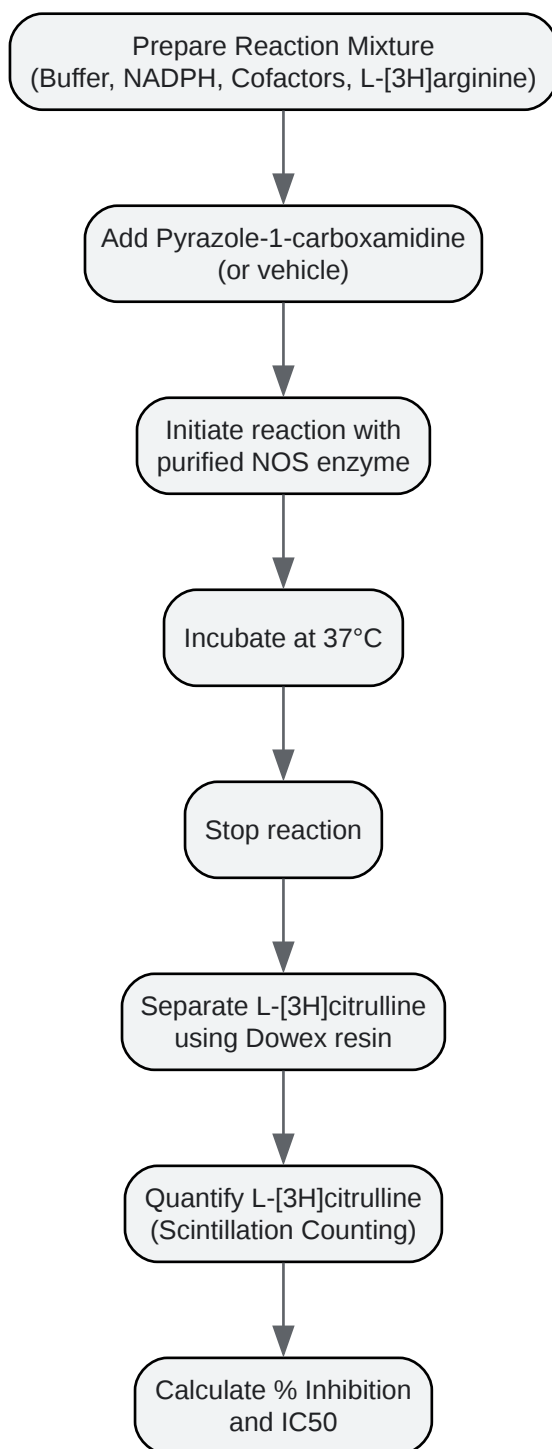 Prepare Reaction Mixture
(Buffer, NADPH, Cofactors, L-[3H]arginine)
Add Pyrazole-1-carboxamidine
(or vehicle)
Initiate reaction with
purified NOS enzyme
Incubate at 37°C
Stop reaction
Separate L-[3H]citrulline
using Dowex resin
Quantify L-[3H]citrulline
(Scintillation Counting)
Calculate % Inhibition
and IC50